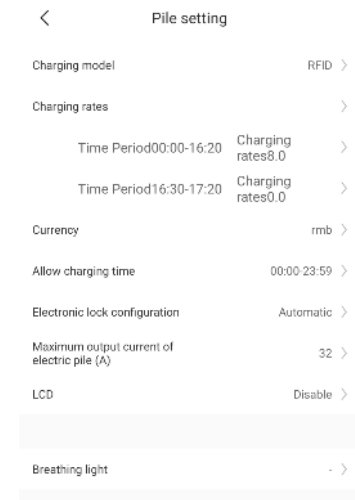 Pile setting
Charging model RFID
Charging rates
Time Period00:00-16:20 Charging rates8.0
Time Period16:30-17:20 Charging rates0.0
Currency rmb
Allow charging time 00:00-23:59
Electronic lock configuration Automatic
Maximum output current of
electric pile (A) 32
LCD Disable
Breathing light -